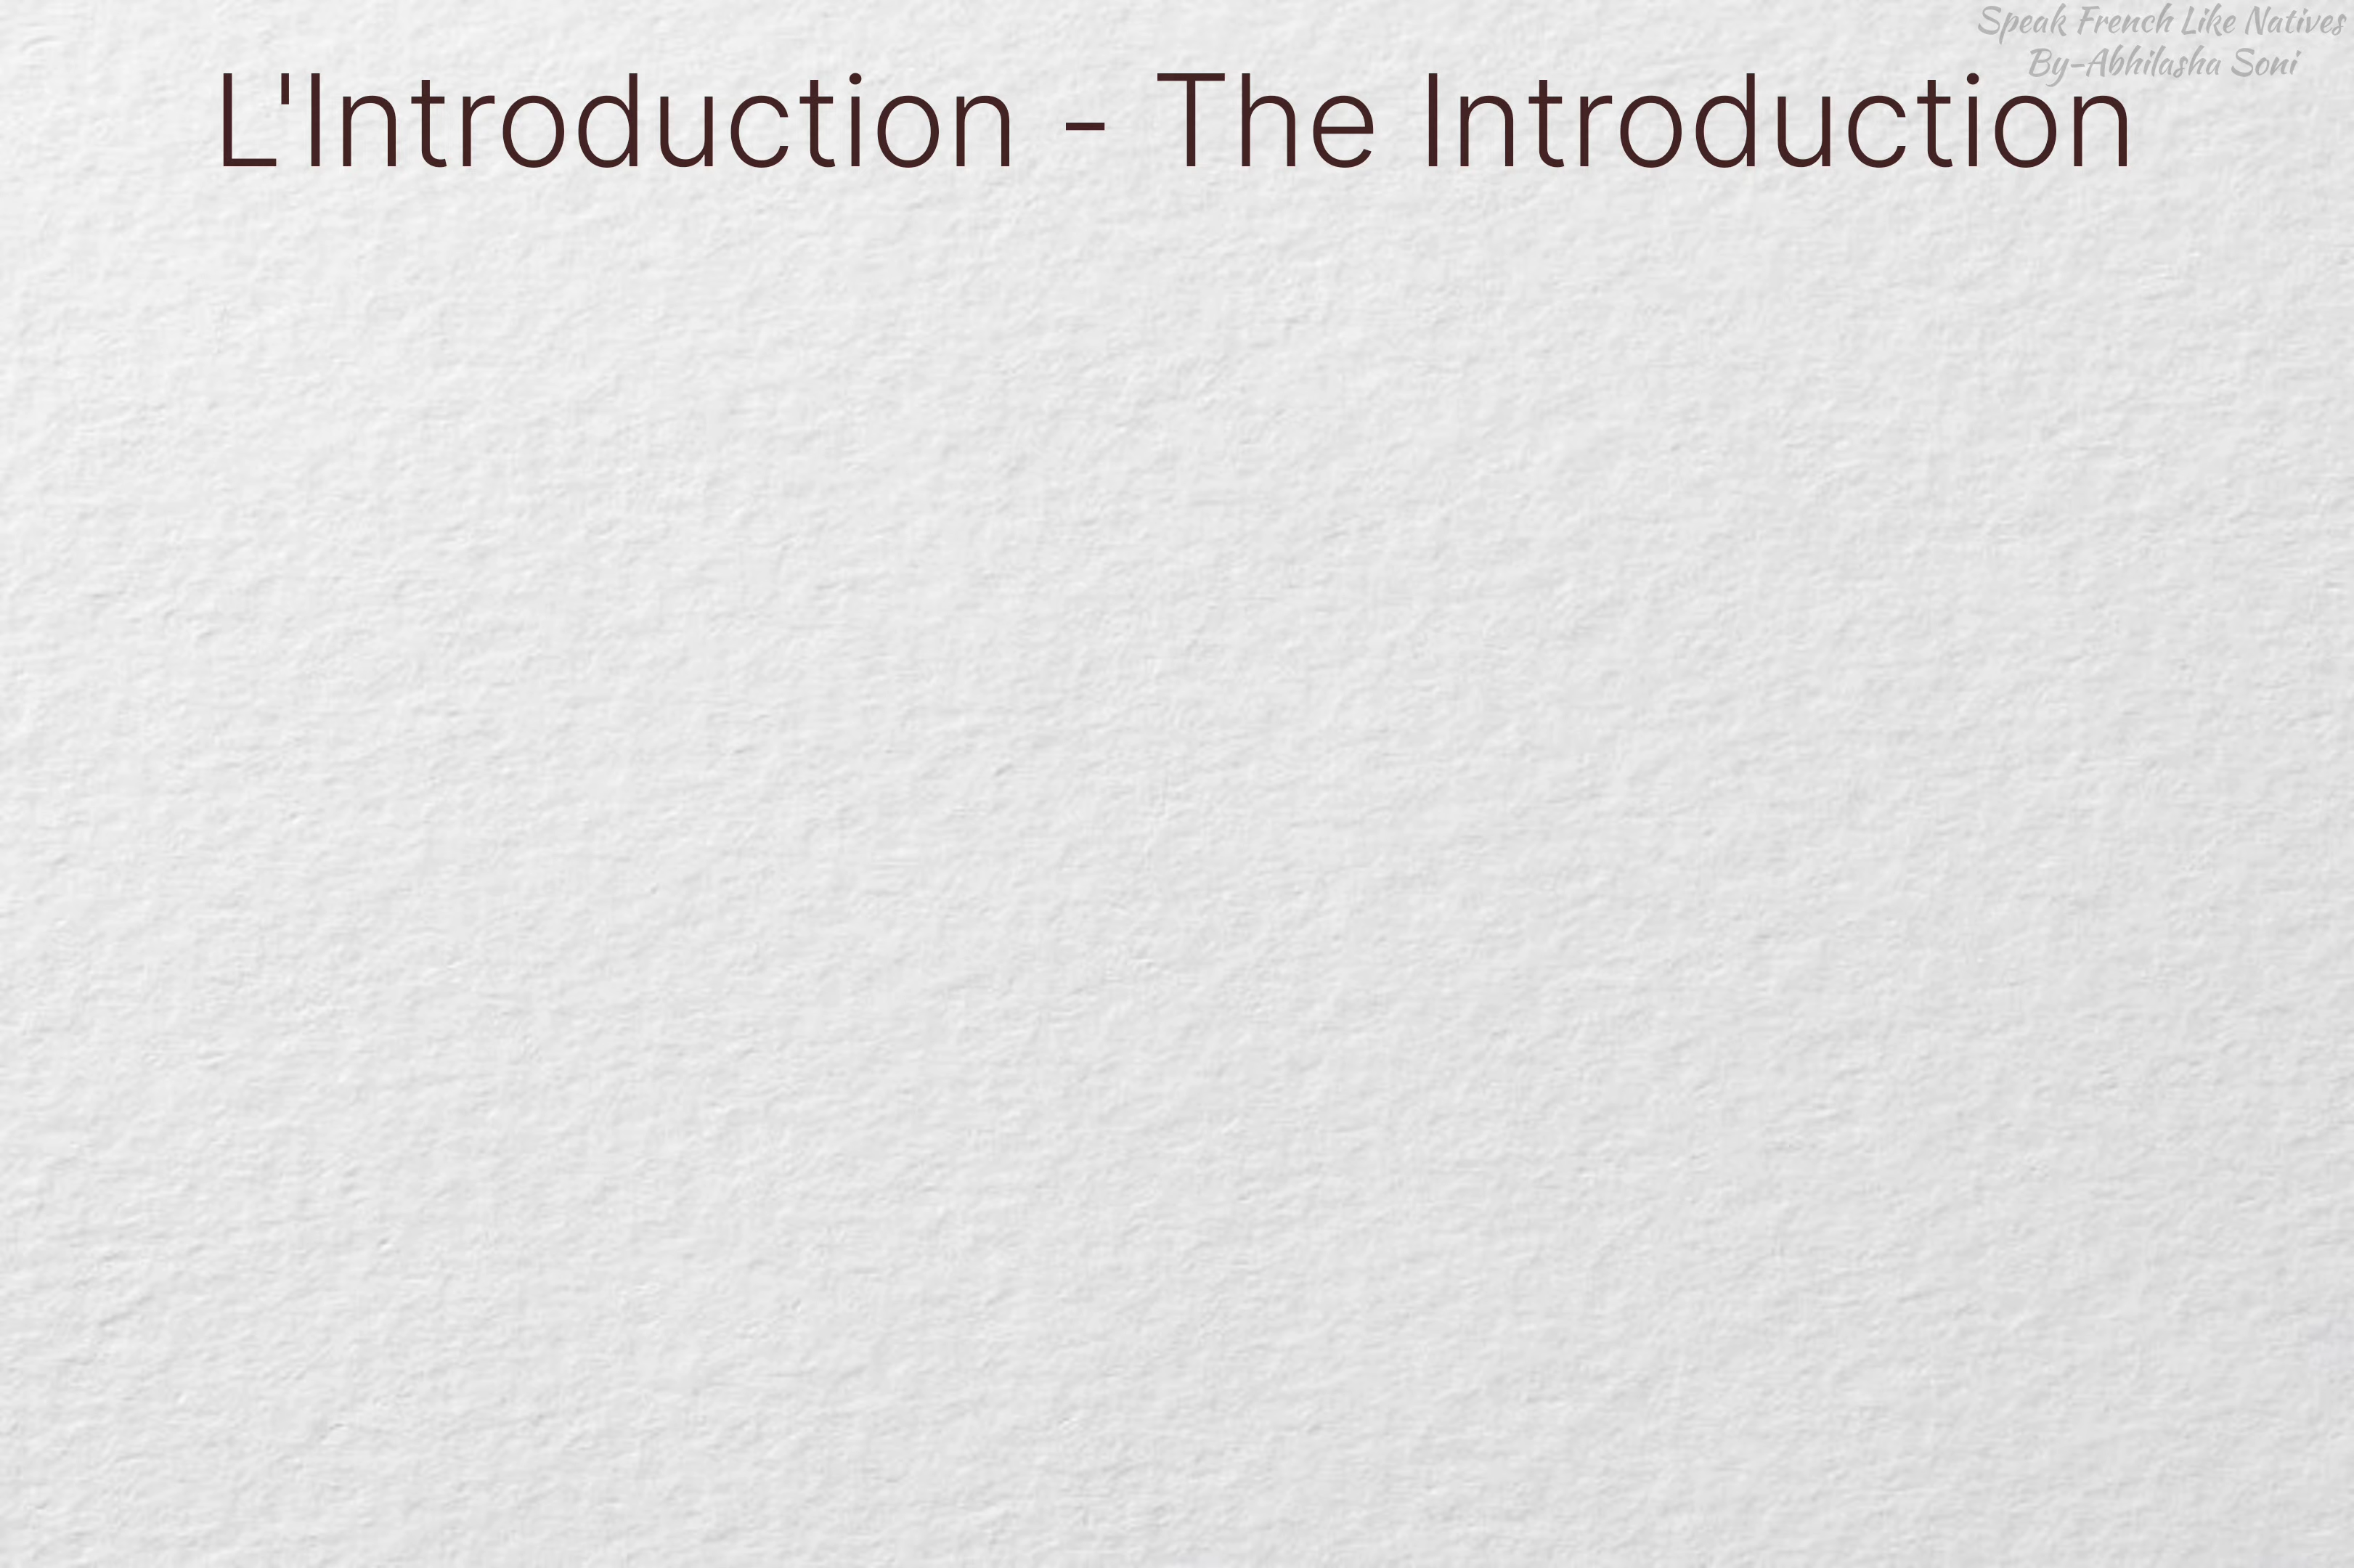 Speak French Like Natives
By-Abhilasha Soni
L'Introduction - The Introduction